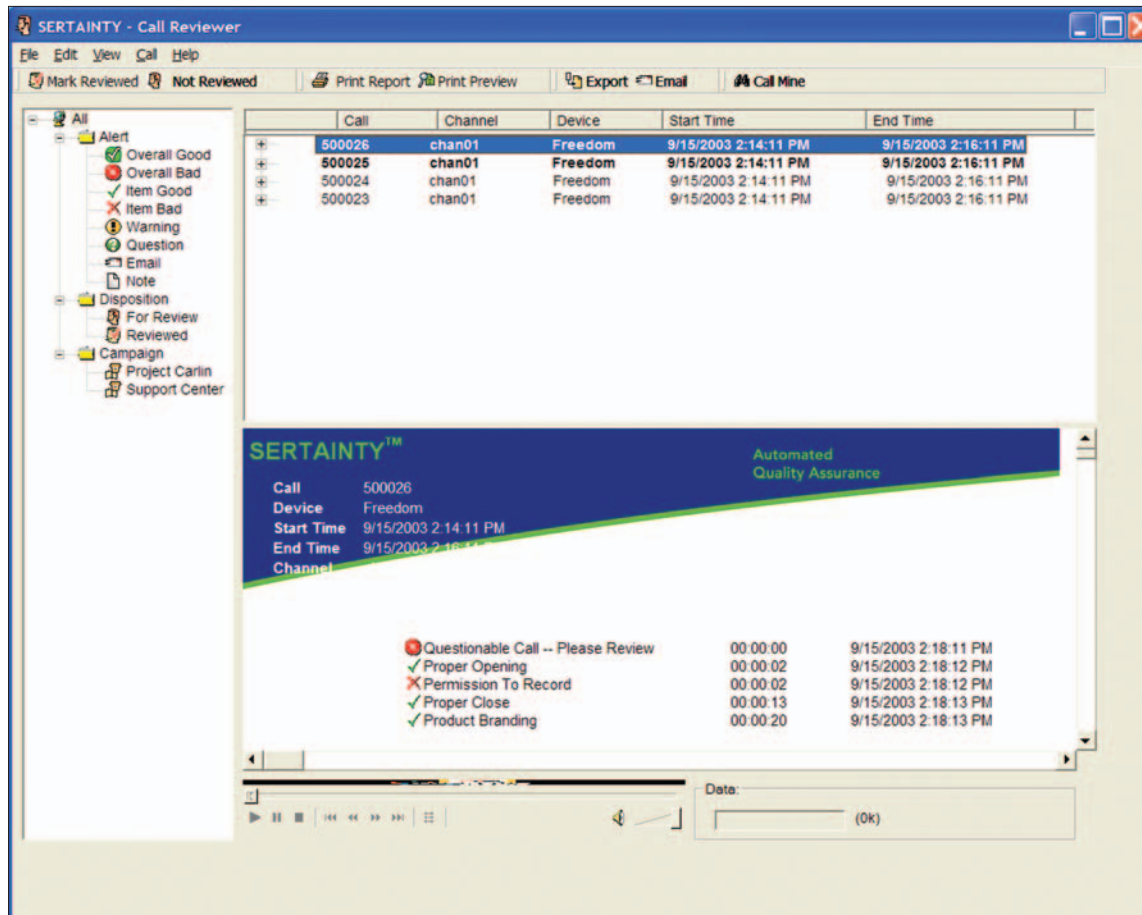 SERTAINTY - Call Reviewer
File Edit View Call Help
Mark Reviewed Not Reviewed Print Report Print Preview Export Email Call Mine
All
Alert
Overall Good
Overall Bad
Item Good
Item Bad
Warning
Question
Email
Note
Disposition
For Review
Reviewed
Campaign
Project Carlin
Support Center
Call Channel Device Start Time End Time
500026 chan01 Freedom 9/15/2003 2:14:11 PM 9/15/2003 2:16:11 PM
500025 chan01 Freedom 9/15/2003 2:14:11 PM 9/15/2003 2:16:11 PM
500024 chan01 Freedom 9/15/2003 2:14:11 PM 9/15/2003 2:16:11 PM
500023 chan01 Freedom 9/15/2003 2:14:11 PM 9/15/2003 2:16:11 PM
SERTAINTY™
Automated
Quality Assurance
Call 500026
Device Freedom
Start Time 9/15/2003 2:14:11 PM
End Time 9/15/2003
Channel
Questionable Call -- Please Review 00:00:00 9/15/2003 2:18:11 PM
Proper Opening 00:00:02 9/15/2003 2:18:12 PM
Permission To Record 00:00:02 9/15/2003 2:18:12 PM
Proper Close 00:00:13 9/15/2003 2:18:13 PM
Product Branding 00:00:20 9/15/2003 2:18:13 PM
Data:
(0k)